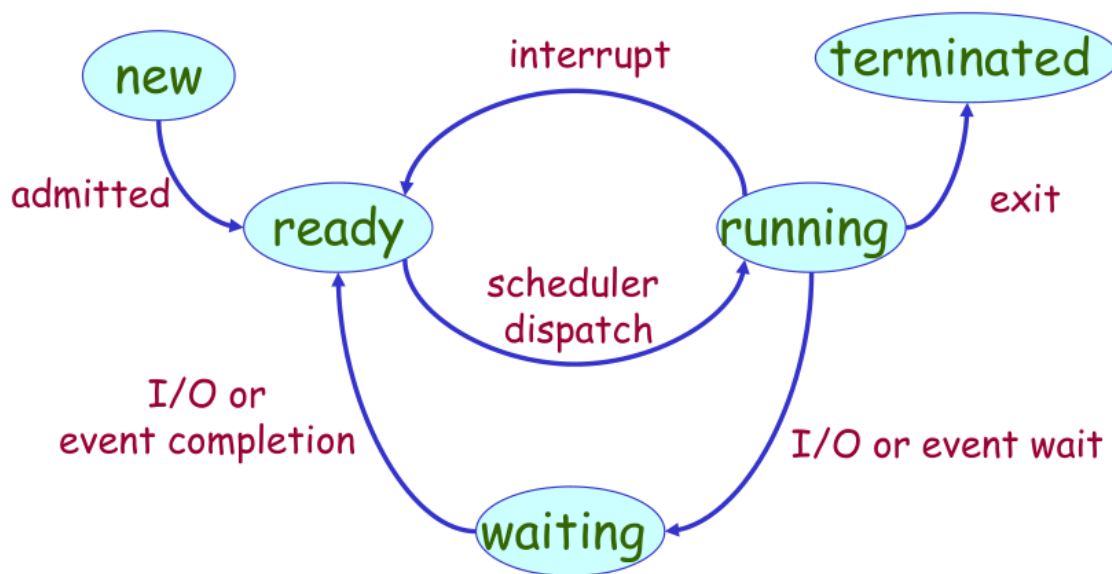 new
interrupt
terminated
admitted
ready
running
exit
scheduler
dispatch
I/O or
event completion
I/O or event wait
waiting